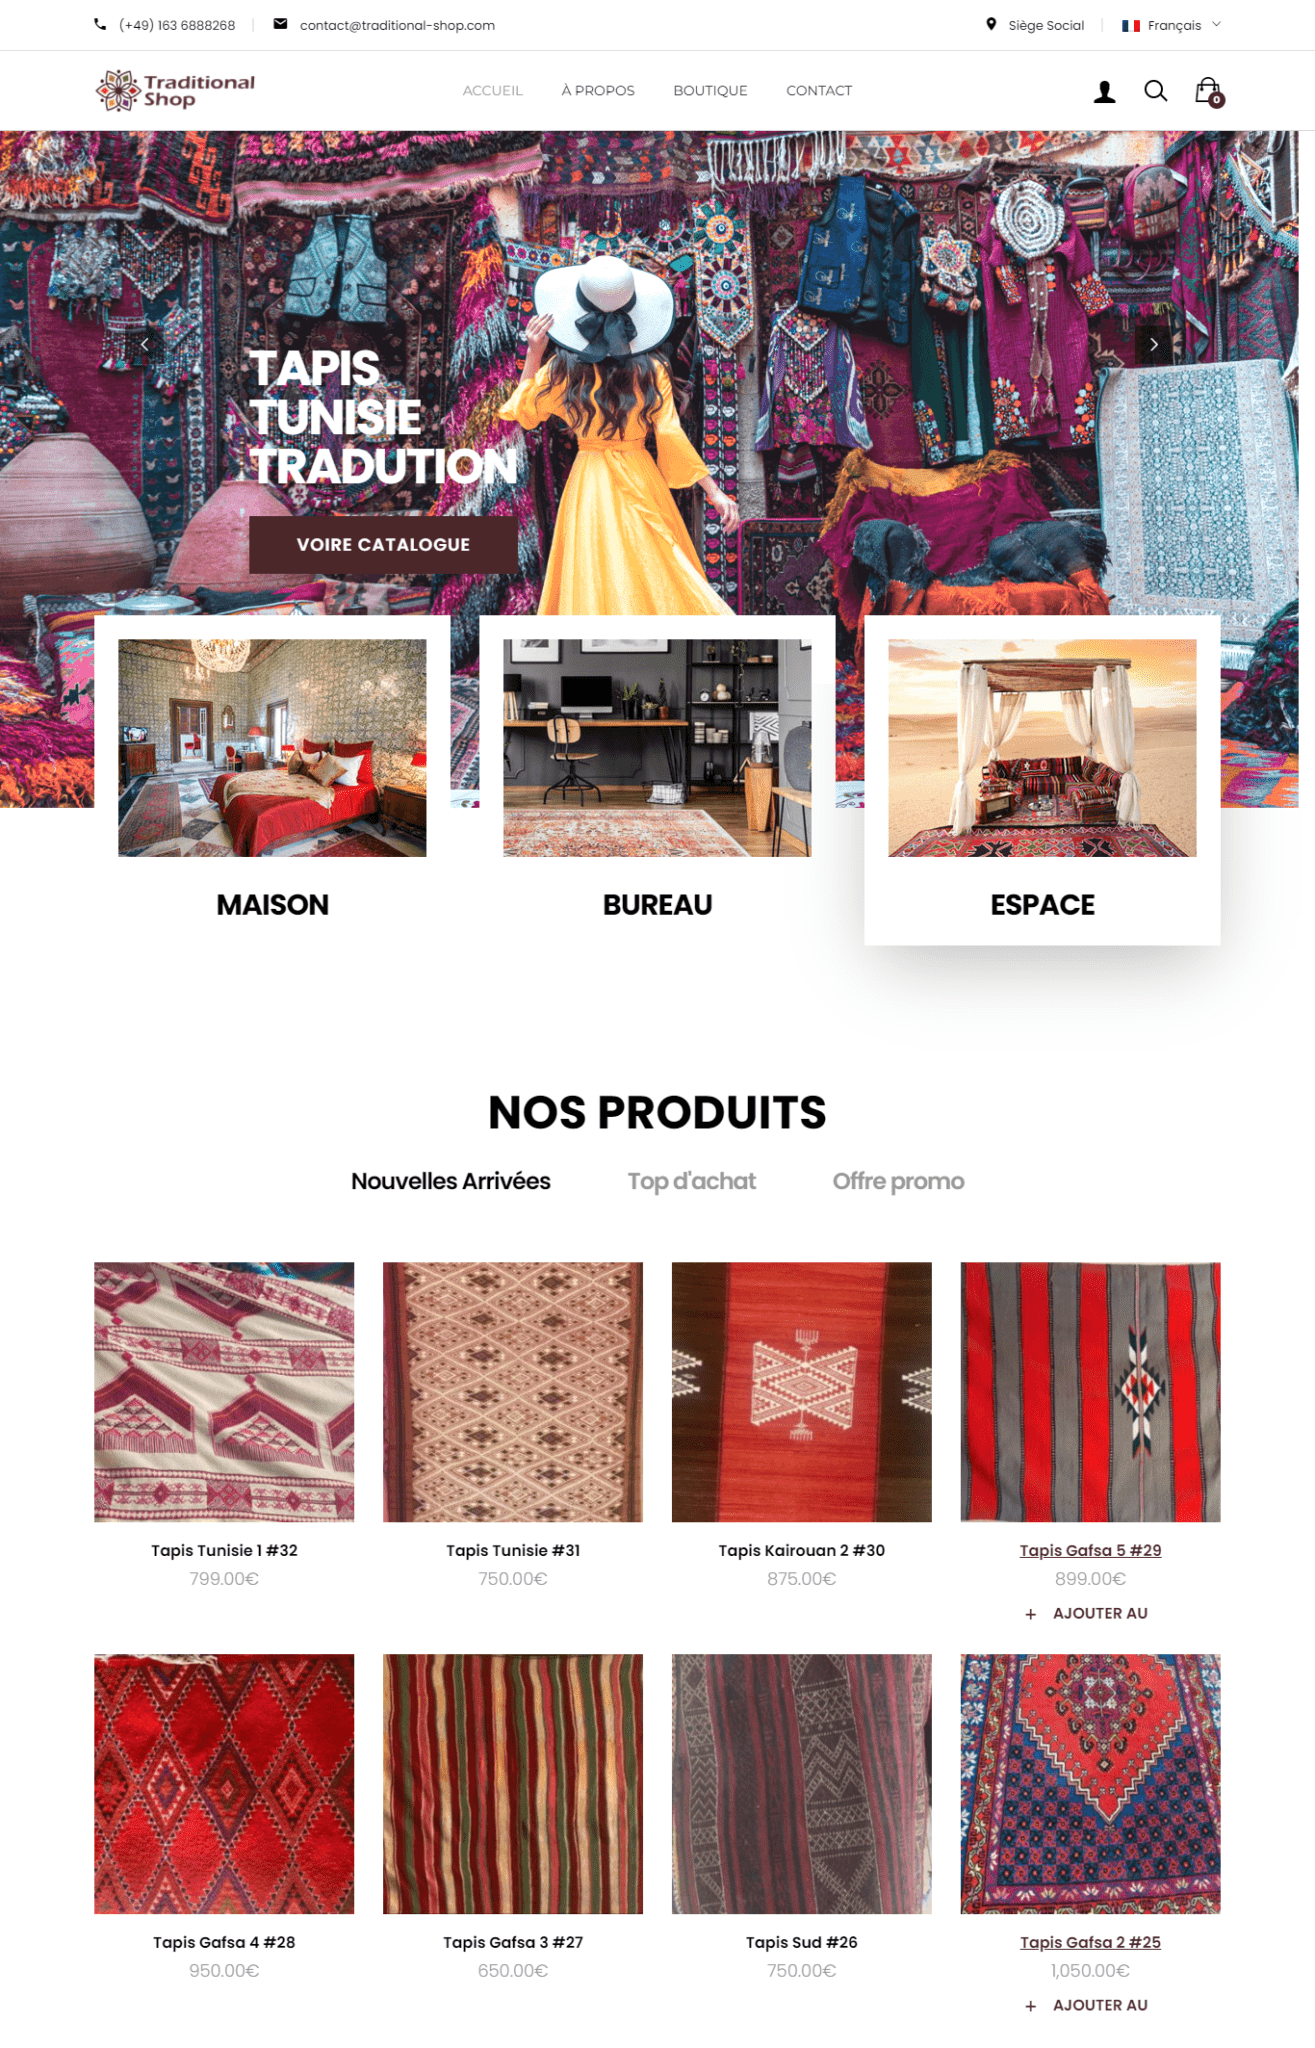 (+49) 163 6888268
contact@traditional-shop.com
Siège Social
Français
Traditional
Shop
ACCUEIL
À PROPOS
BOUTIQUE
CONTACT
0
TAPIS
TUNISIE
TRADUTION
VOIRE CATALOGUE
MAISON
BUREAU
ESPACE
NOS PRODUITS
Nouvelles Arrivées
Top d'achat
Offre promo
Tapis Tunisie 1 #32
799.00€
Tapis Tunisie #31
750.00€
Tapis Kairouan 2 #30
875.00€
Tapis Gafsa 5 #29
899.00€
+ AJOUTER AU
Tapis Gafsa 4 #28
950.00€
Tapis Gafsa 3 #27
650.00€
Tapis Sud #26
750.00€
Tapis Gafsa 2 #25
1,050.00€
+ AJOUTER AU